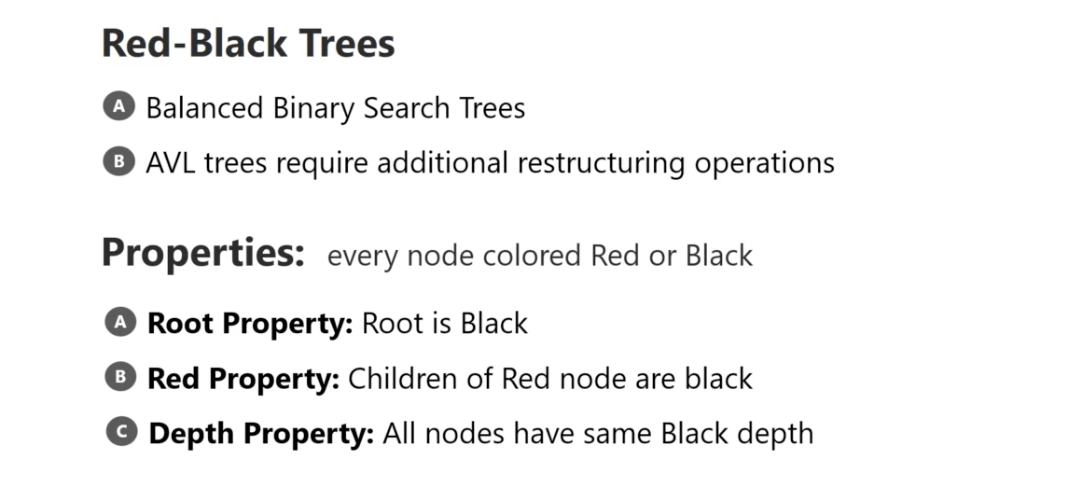 Red-Black Trees
A Balanced Binary Search Trees
B AVL trees require additional restructuring operations
Properties: every node colored Red or Black
A Root Property: Root is Black
B Red Property: Children of Red node are black
C Depth Property: All nodes have same Black depth